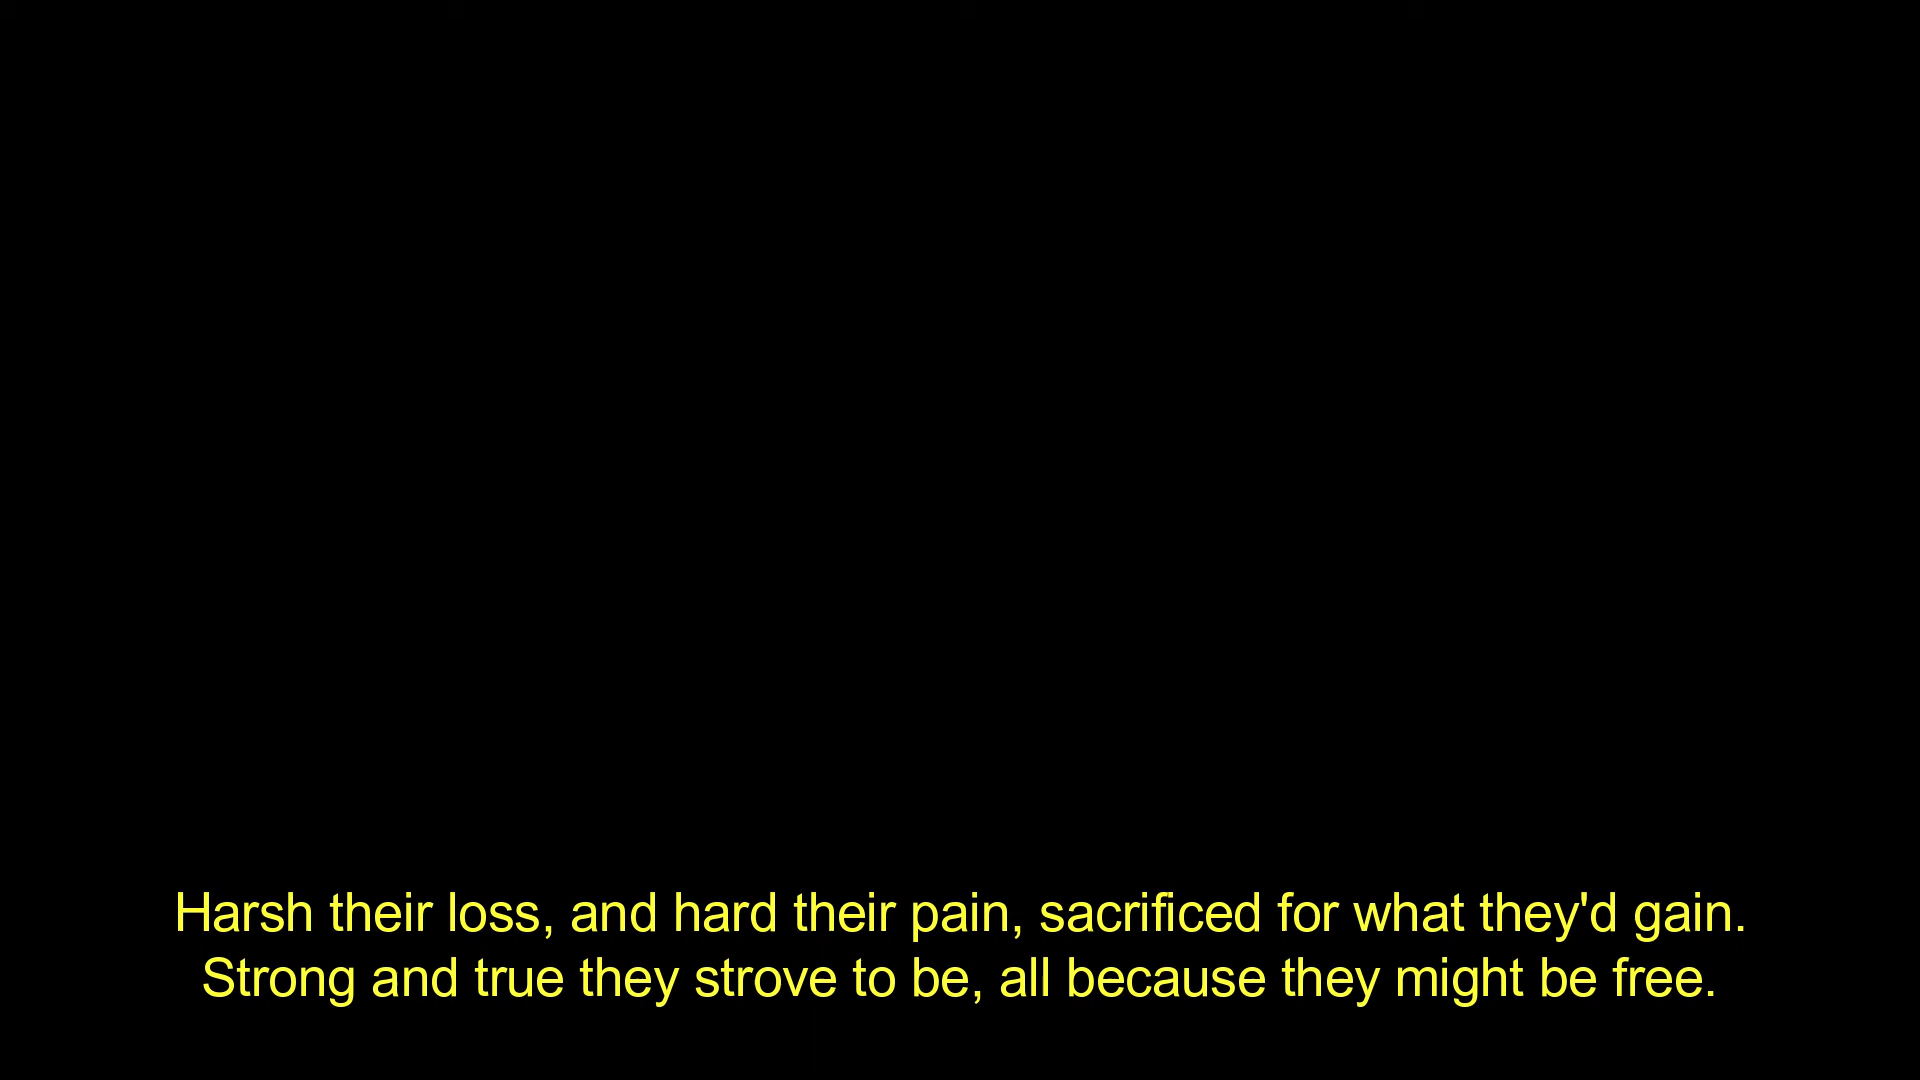 Harsh their loss, and hard their pain, sacrificed for what they'd gain.
Strong and true they strove to be, all because they might be free.